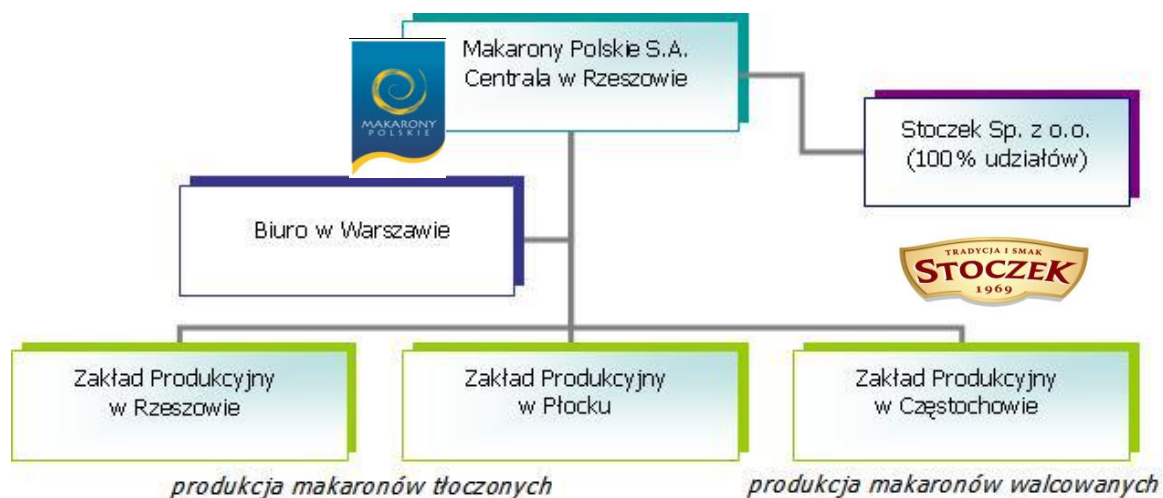 Makarony Polskie S.A.
Centrala w Rzeszowie
MAKARONY
POLSKIE
Stoczek Sp. z o.o.
(100% udziałów)
Biuro w Warszawie
TRADYCJA I SMAK
STOCZEK
1969
Zakład Produkcyjny
w Rzeszowie
Zakład Produkcyjny
w Płocku
Zakład Produkcyjny
w Częstochowie
produkcja makaronów tłoczonych
produkcja makaronów walcowanych